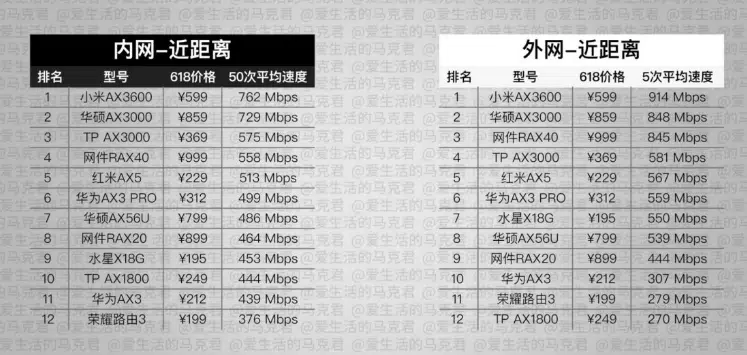 内网-近距离
排名 型号 618价格 50次平均速度
1 小米AX3600 ¥599 762 Mbps
2 华硕AX3000 ¥859 729 Mbps
3 TP AX3000 ¥369 575 Mbps
4 网件RAX40 ¥999 558 Mbps
5 红米AX5 ¥229 513 Mbps
6 华为AX3 PRO ¥312 499 Mbps
7 华硕AX56U ¥799 486 Mbps
8 网件RAX20 ¥899 464 Mbps
9 水星X18G ¥195 453 Mbps
10 TP AX1800 ¥249 444 Mbps
11 华为AX3 ¥212 439 Mbps
12 荣耀路由3 ¥199 376 Mbps
外网-近距离
排名 型号 618价格 5次平均速度
1 小米AX3600 ¥599 914 Mbps
2 华硕AX3000 ¥859 848 Mbps
3 网件RAX40 ¥999 845 Mbps
4 TP AX3000 ¥369 581 Mbps
5 红米AX5 ¥229 567 Mbps
6 华为AX3 PRO ¥312 559 Mbps
7 水星X18G ¥195 550 Mbps
8 华硕AX56U ¥799 539 Mbps
9 网件RAX20 ¥899 444 Mbps
10 华为AX3 ¥212 307 Mbps
11 荣耀路由3 ¥199 279 Mbps
12 TP AX1800 ¥249 270 Mbps
@爱生活的马克君